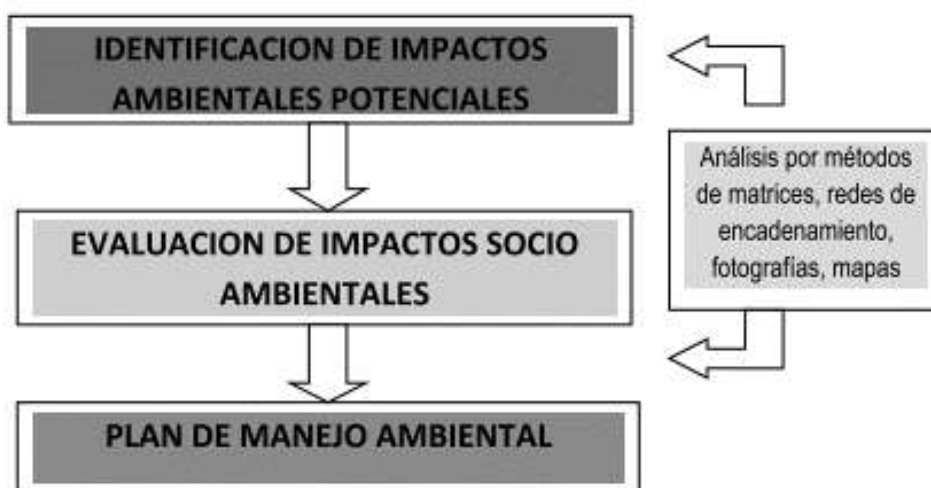 IDENTIFICACION DE IMPACTOS
AMBIENTALES POTENCIALES
Análisis por métodos
de matrices, redes de
encadenamiento,
fotografías, mapas
EVALUACION DE IMPACTOS SOCIO
AMBIENTALES
PLAN DE MANEJO AMBIENTAL